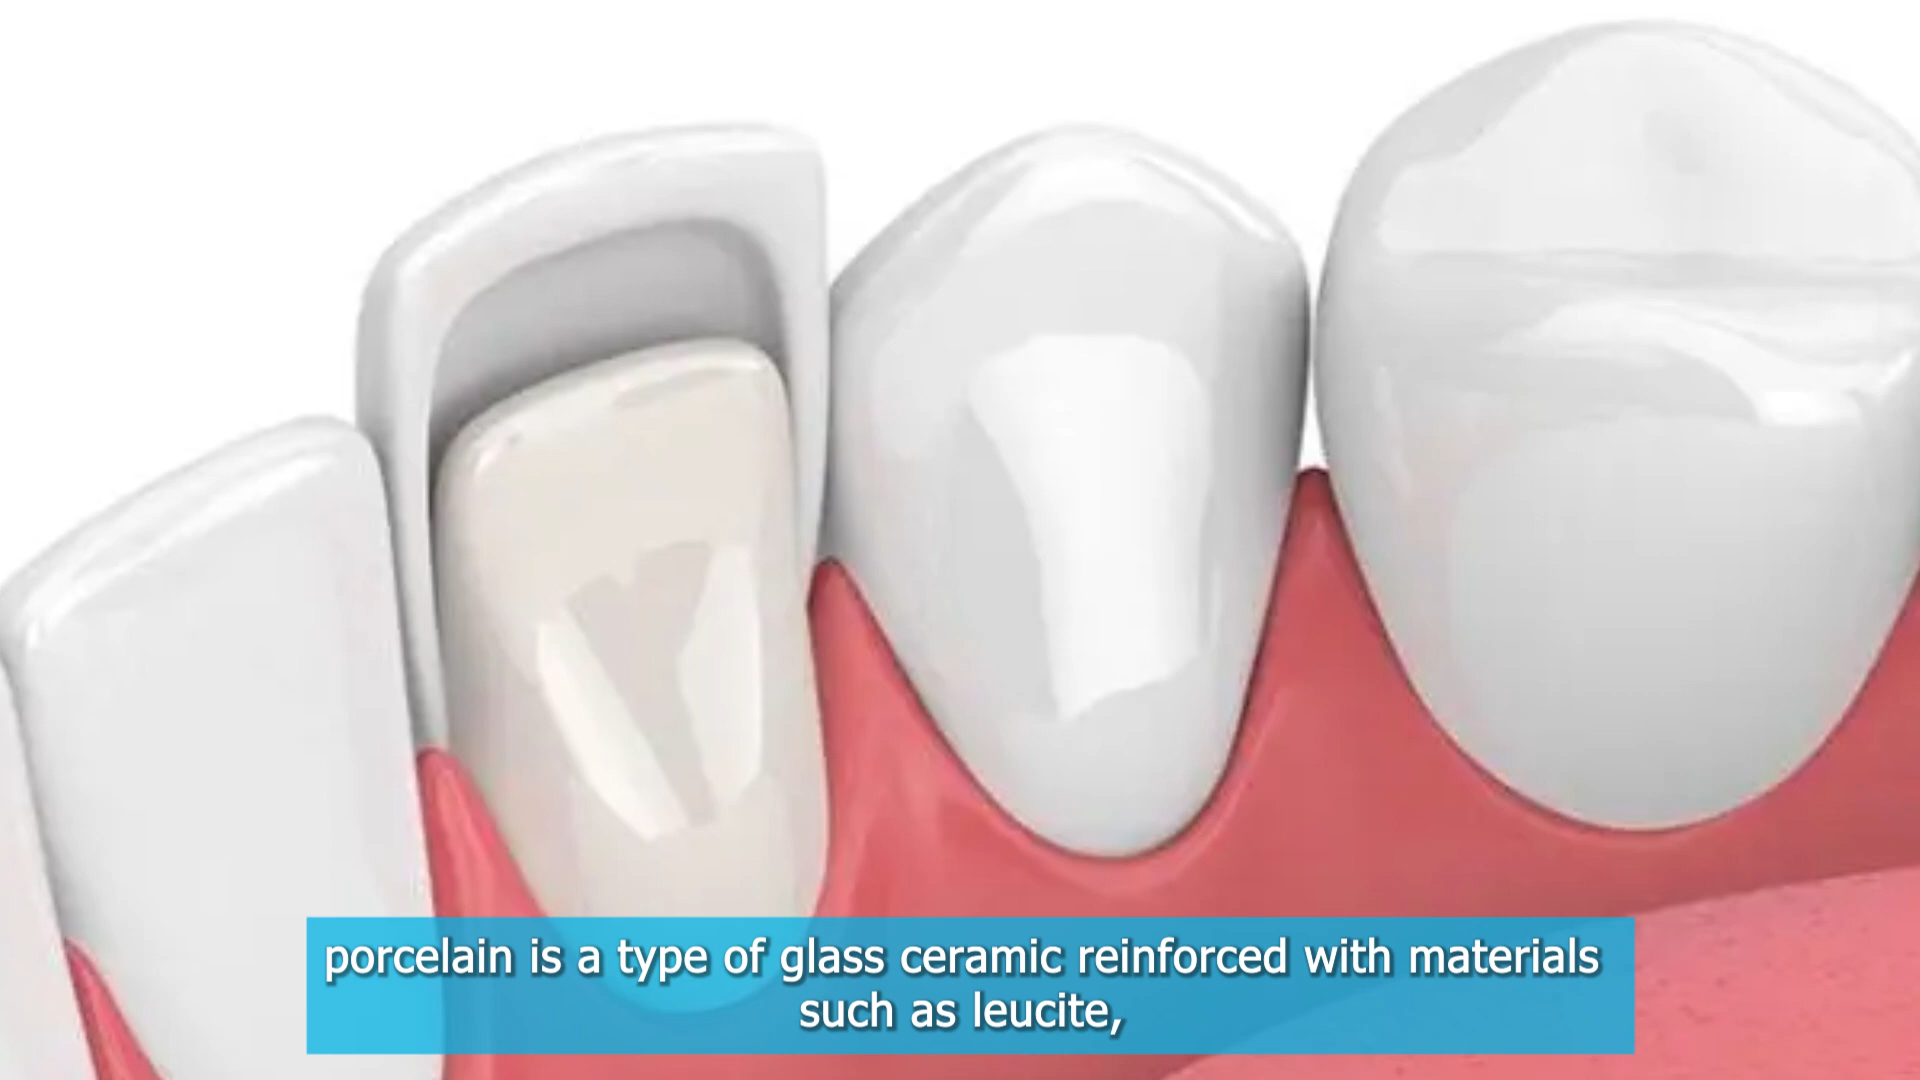 porcelain is a type of glass ceramic reinforced with materials
such as leucite,